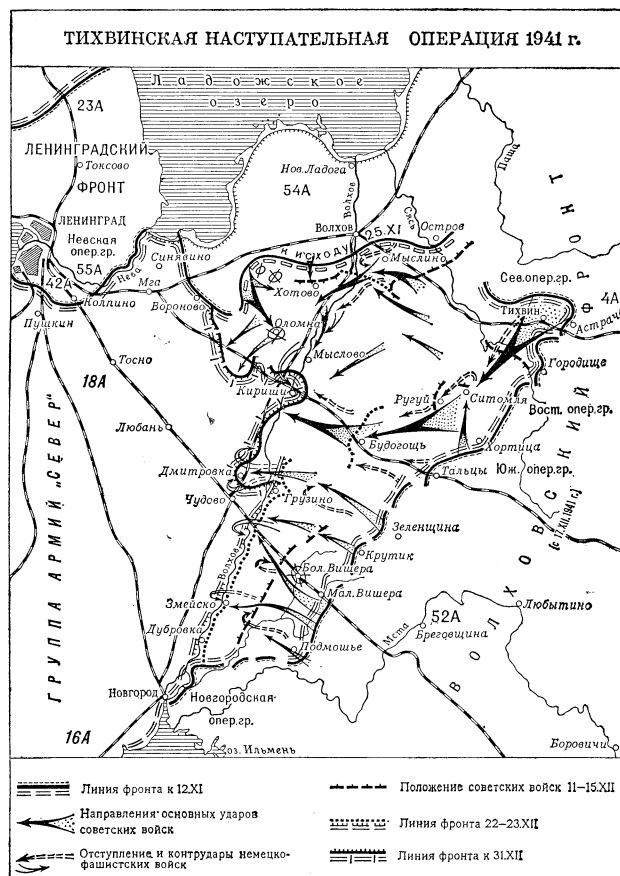 ТИХВИНСКАЯ НАСТУПАТЕЛЬНАЯ ОПЕРАЦИЯ 1941 г.
Ладожское
озеро
23А
ЛЕНИНГРАДСКИЙ
ФРОНТ
Токсово
Нов. Ладога
54А
Волхов
Паша
Сясь
ЛЕНИНГРАД
Невская
опер.гр.
55А
42А
Нева
Синявино
Волхов
К ИСХОДУ 25.XI
Остров
Мыслино
Сев.опер.гр.
4А
Колпино
Мга
Вороново
Хотово
Тихвин
Астрачи
Пушкин
Оломна
Городище
Тосно
Мыслово
18А
Кириши
Ругуй
Ситомля
Вост. опер.гр.
Любань
Будогощь
Хортица
Тальцы
Юж. опер.гр.
Дмитровка
Чудово
Грузино
Зеленщина
(с 17.XII.1941 г.)
Крутик
Волхов
Бол. Вишера
Мал. Вишера
Змейско
Любытино
52А
Бреговщина
Дубровка
Мста
Подмошье
Новгород
Новгородская
опер.гр.
16А
оз. Ильмень
Боровичи
ГРУППА АРМИЙ „СЕВЕР“
ВОЛХОВСКИЙ ФРОНТ
Линия фронта к 12.XI
Направления основных ударов
советских войск
Отступление и контрудары немецко-
фашистских войск
Положение советских войск 11–15.XII
Линия фронта 22–23.XII
Линия фронта к 31.XII